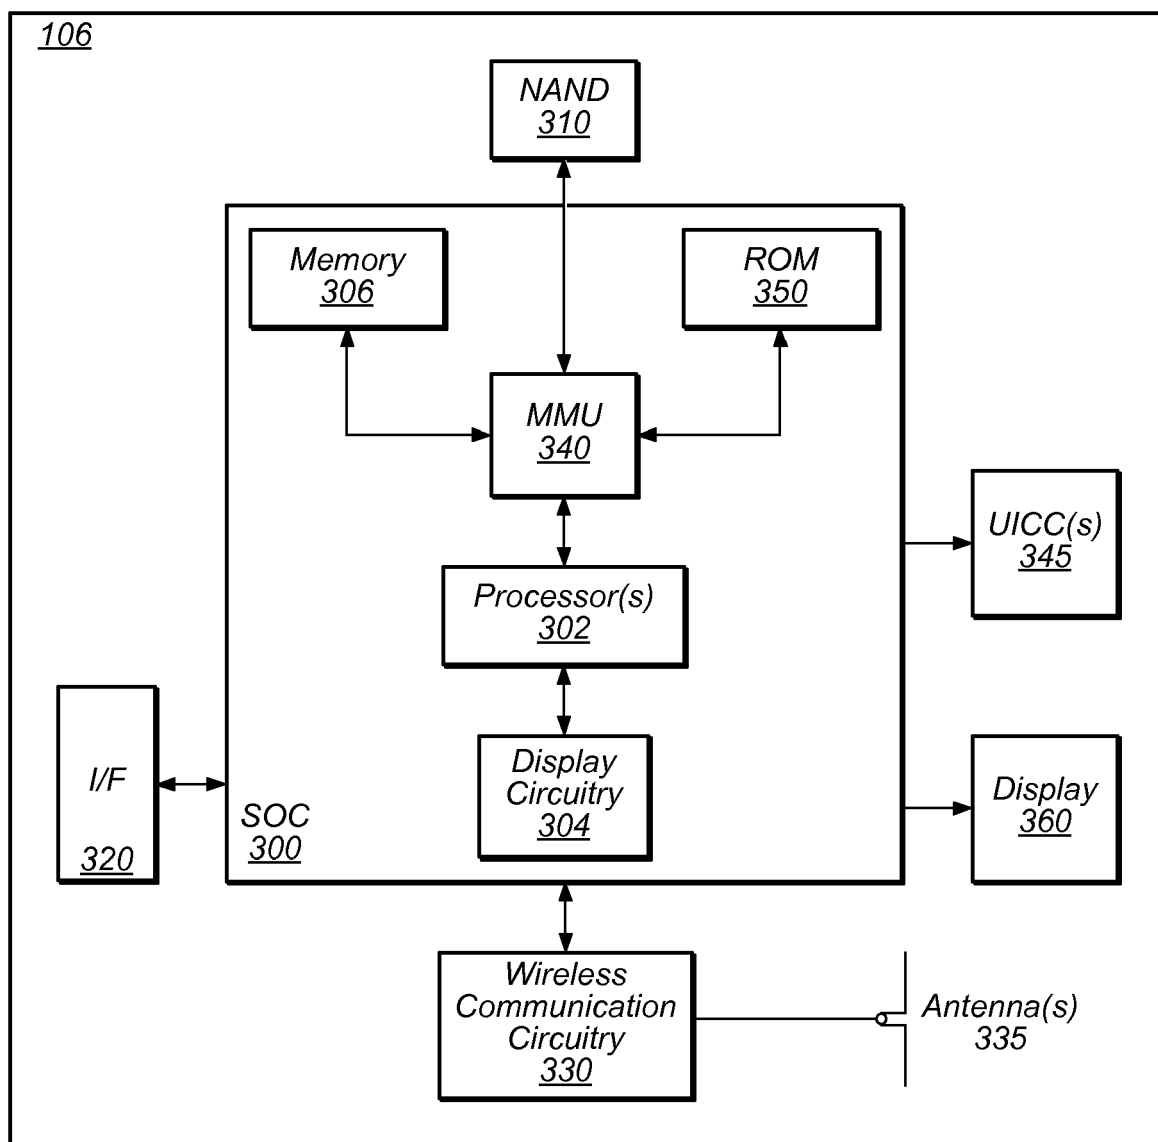 106
NAND
310
Memory
306
ROM
350
MMU
340
UICC(s)
345
Processor(s)
302
I/F
320
SOC
300
Display
Circuitry
304
Display
360
Wireless
Communication
Circuitry
330
Antenna(s)
335